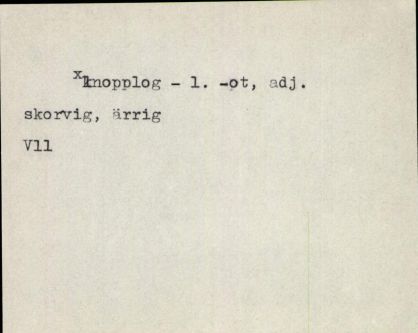 xknopplog - l. -ot, adj.
skorvig, ärrig
Vll